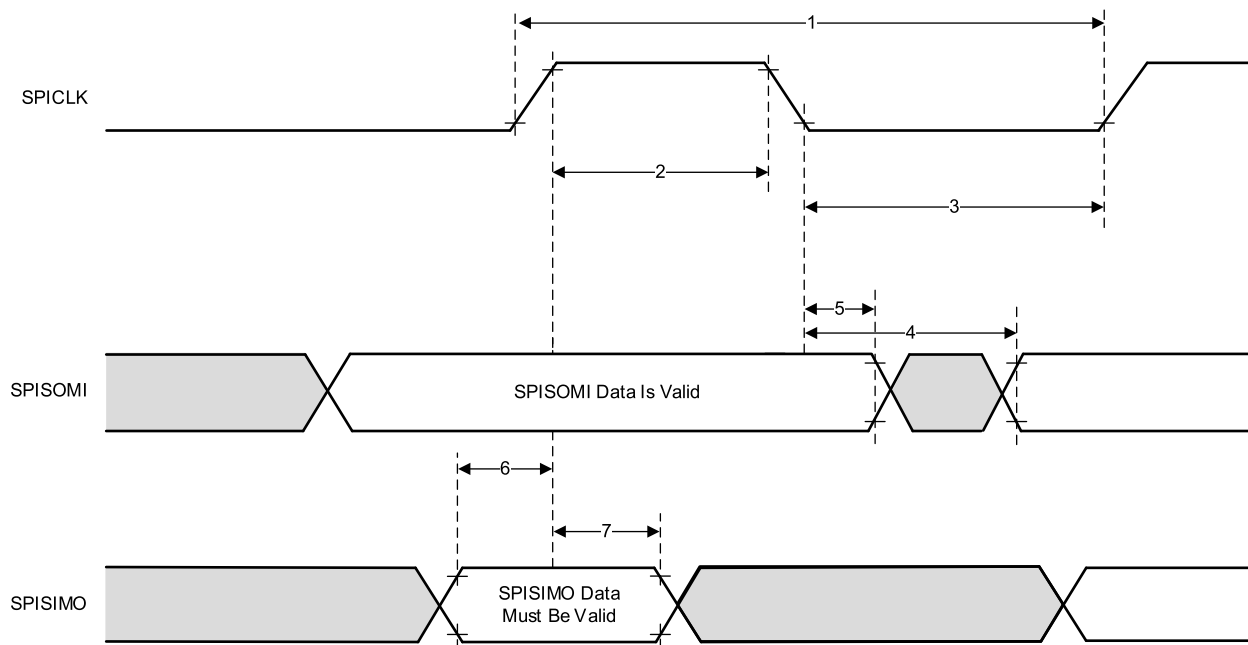 1
SPICLK
2
3
5
4
SPISOMI
SPISOMI Data Is Valid
6
7
SPISIMO
SPISIMO Data
Must Be Valid